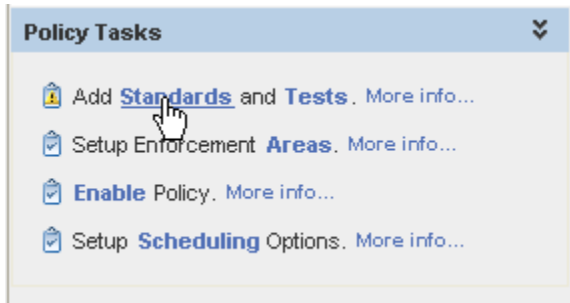 Policy Tasks
Add Standards and Tests. More info...
Setup Enforcement Areas. More info...
Enable Policy. More info...
Setup Scheduling Options. More info...